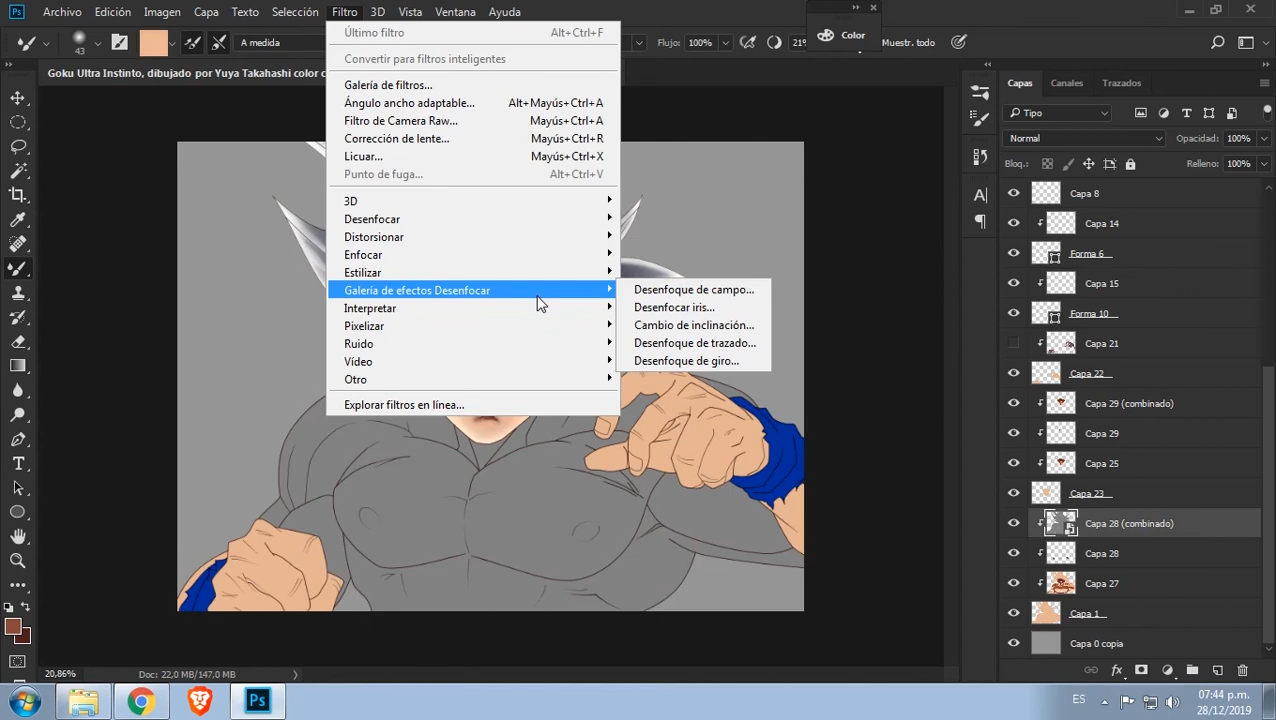 Ps Archivo Edición Imagen Capa Texto Selección Filtro 3D Vista Ventana Ayuda
43 A medida Flujo: 100% 21% Muestr. todo
Color
Goku Ultra Instinto, dibujado por Yuya Takahashi color
Último filtro Alt+Ctrl+F
Convertir para filtros inteligentes
Galería de filtros...
Ángulo ancho adaptable... Alt+Mayús+Ctrl+A
Filtro de Camera Raw... Mayús+Ctrl+A
Corrección de lente... Mayús+Ctrl+R
Licuar... Mayús+Ctrl+X
Punto de fuga... Alt+Ctrl+V
3D
Desenfocar
Distorsionar
Enfocar
Estilizar
Galería de efectos Desenfocar
Interpretar
Pixelizar
Ruido
Vídeo
Otro
Explorar filtros en línea...
Desenfoque de campo...
Desenfocar iris...
Cambio de inclinación...
Desenfoque de trazado...
Desenfoque de giro...
Capas Canales Trazados
Tipo
Normal Opacidad: 100%
Bloq.: Relleno: 100%
Capa 8
Capa 14
Forma 6
Capa 15
Forma 10
Capa 21
Capa 22
Capa 29 (combinado)
Capa 29
Capa 25
Capa 23
Capa 28 (combinado)
Capa 28
Capa 27
Capa 1
Capa 0 copia
fx
20,86% Doc: 22,0 MB/147,0 MB
Ps
ES
07:44 p.m.
28/12/2019